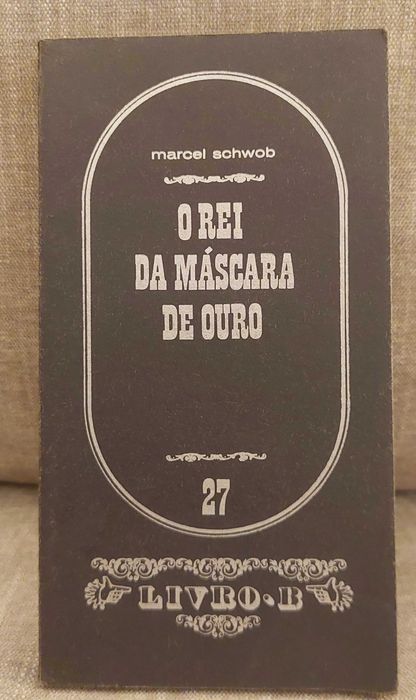 marcel schwob
O REI
DA MÁSCARA
DE OURO
27
LIVRO·B